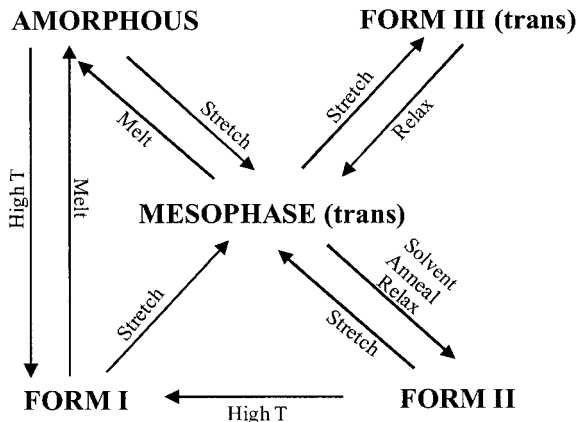 AMORPHOUS
FORM III (trans)
Stretch
Melt
Stretch
Relax
High T
Melt
MESOPHASE (trans)
Stretch
Solvent
Anneal
Relax
Stretch
FORM I
High T
FORM II